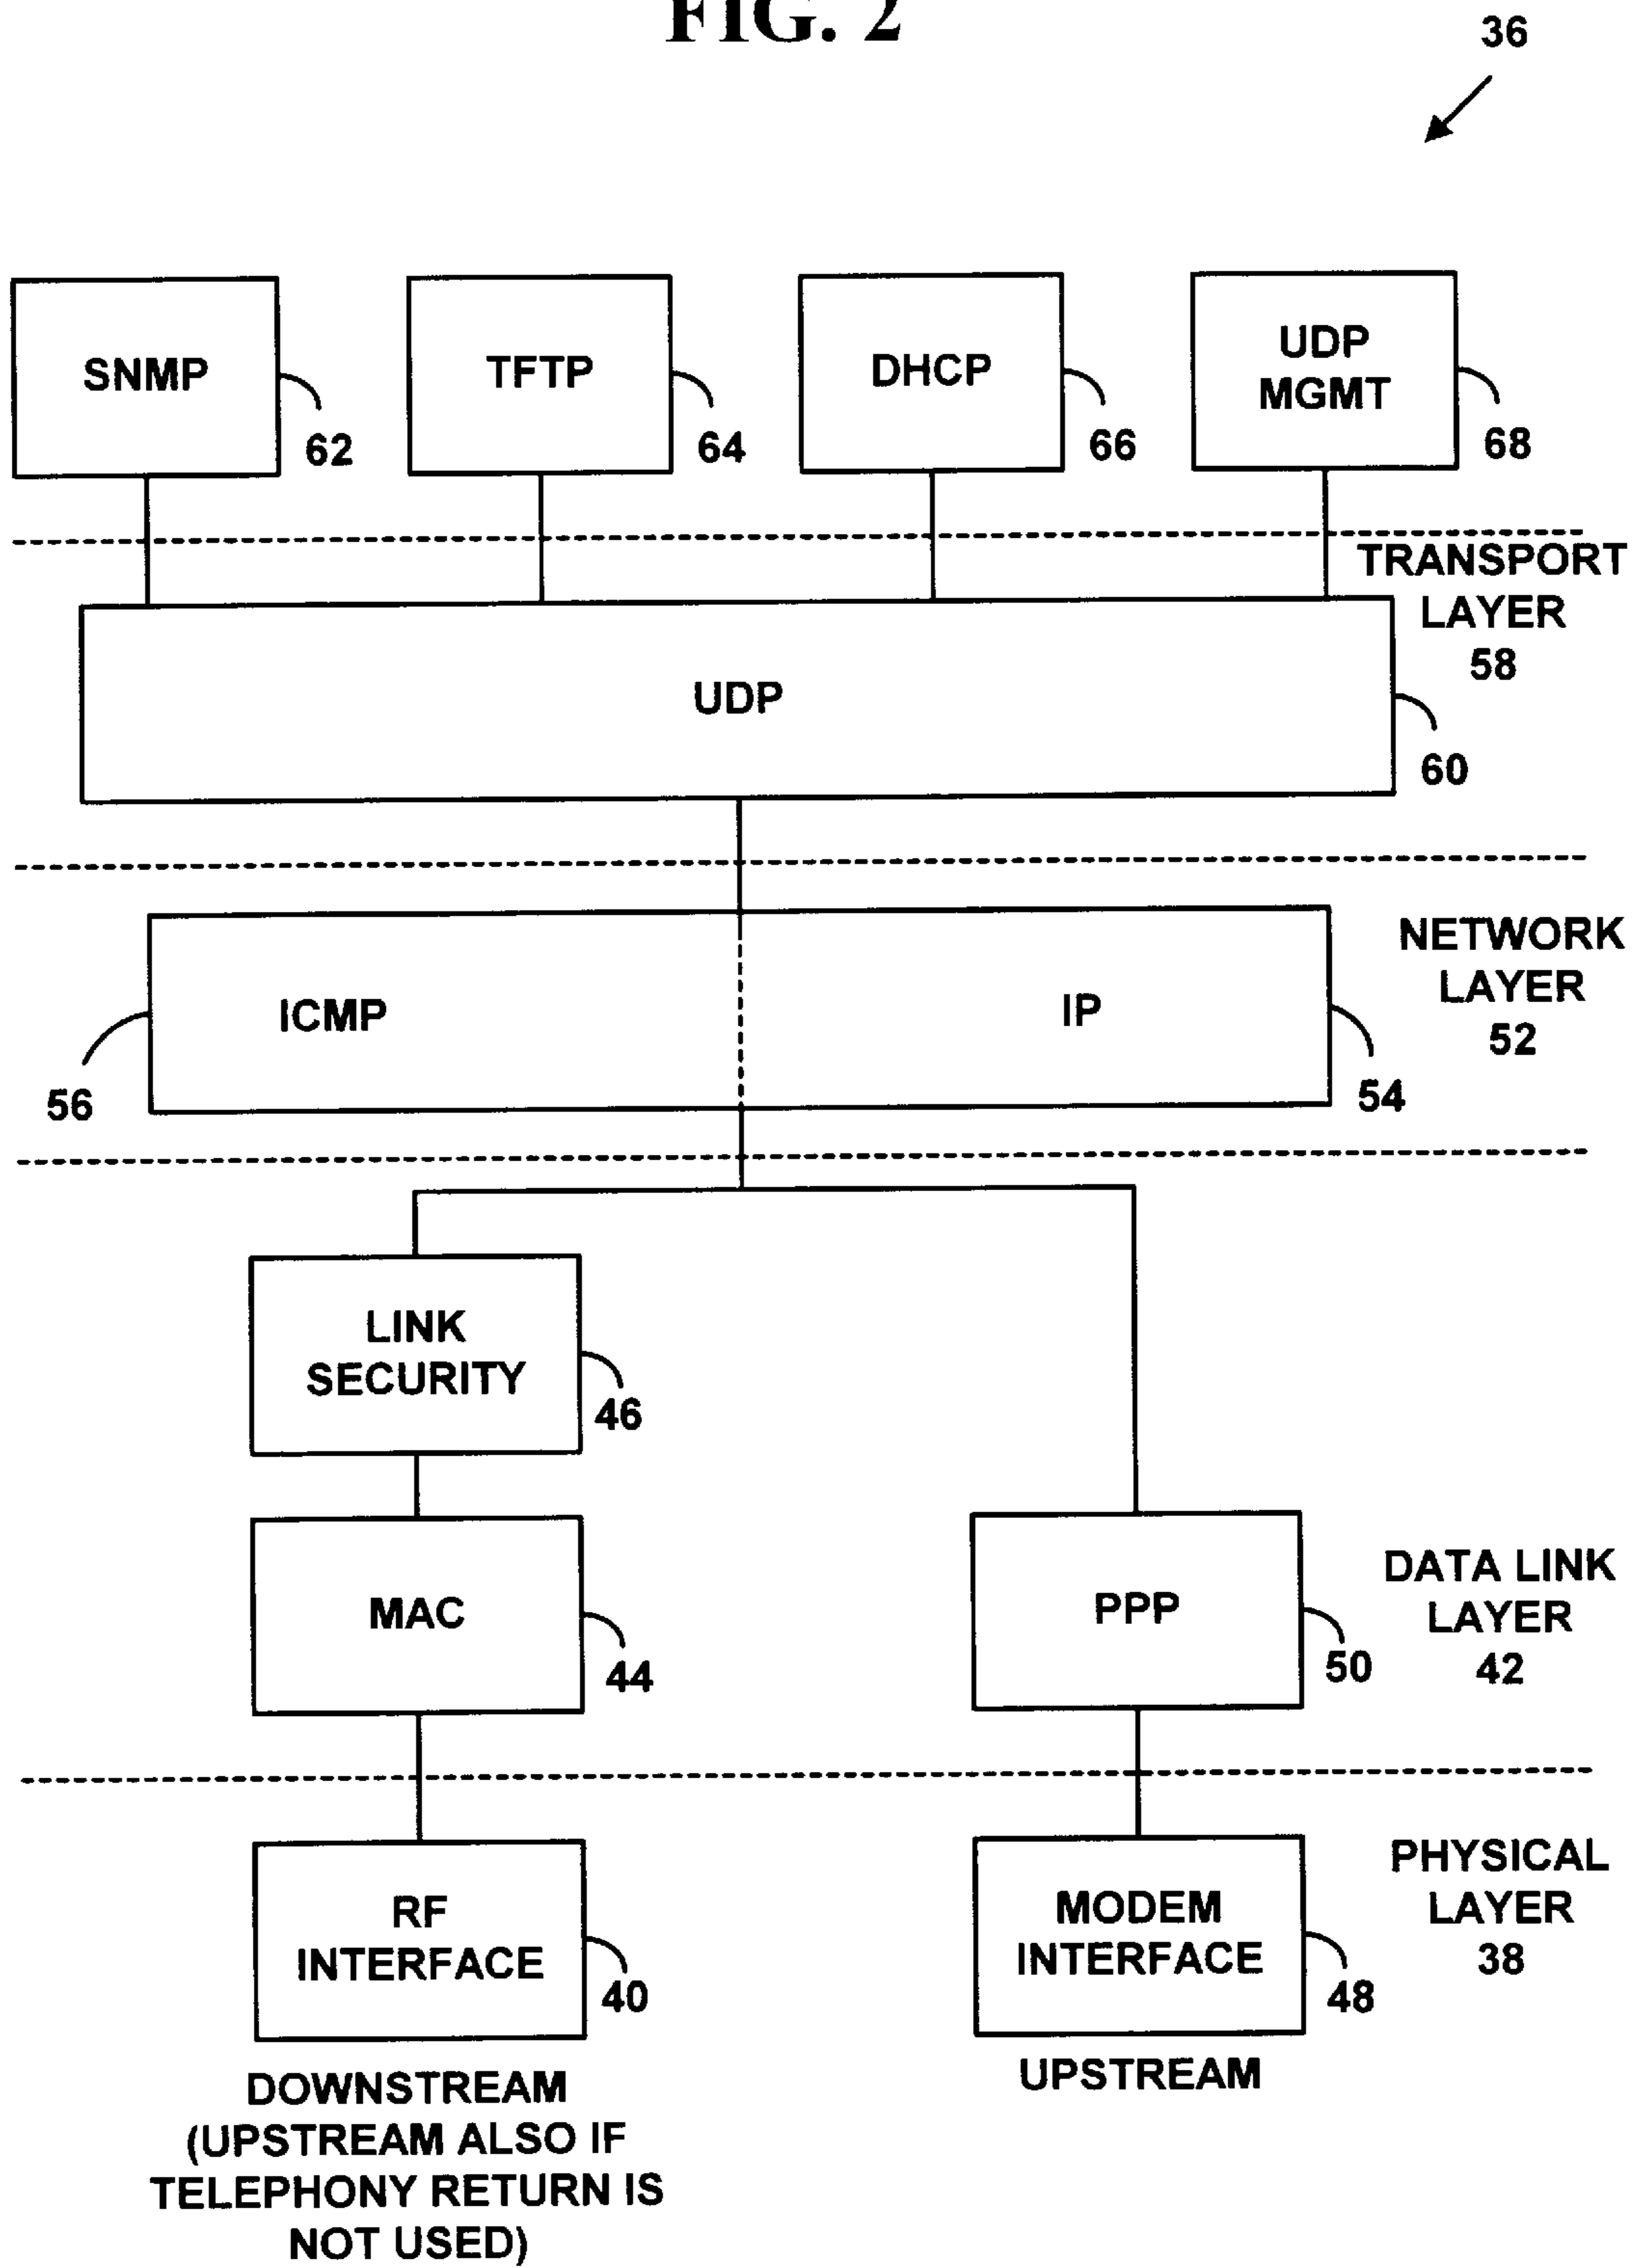 FIG. 2
36
SNMP
62
TFTP
64
DHCP
66
UDP
MGMT
68
TRANSPORT
LAYER
58
UDP
60
NETWORK
LAYER
52
ICMP
56
IP
54
LINK
SECURITY
46
MAC
44
PPP
50
DATA LINK
LAYER
42
RF
INTERFACE
40
MODEM
INTERFACE
48
PHYSICAL
LAYER
38
DOWNSTREAM
(UPSTREAM ALSO IF
TELEPHONY RETURN IS
NOT USED)
UPSTREAM